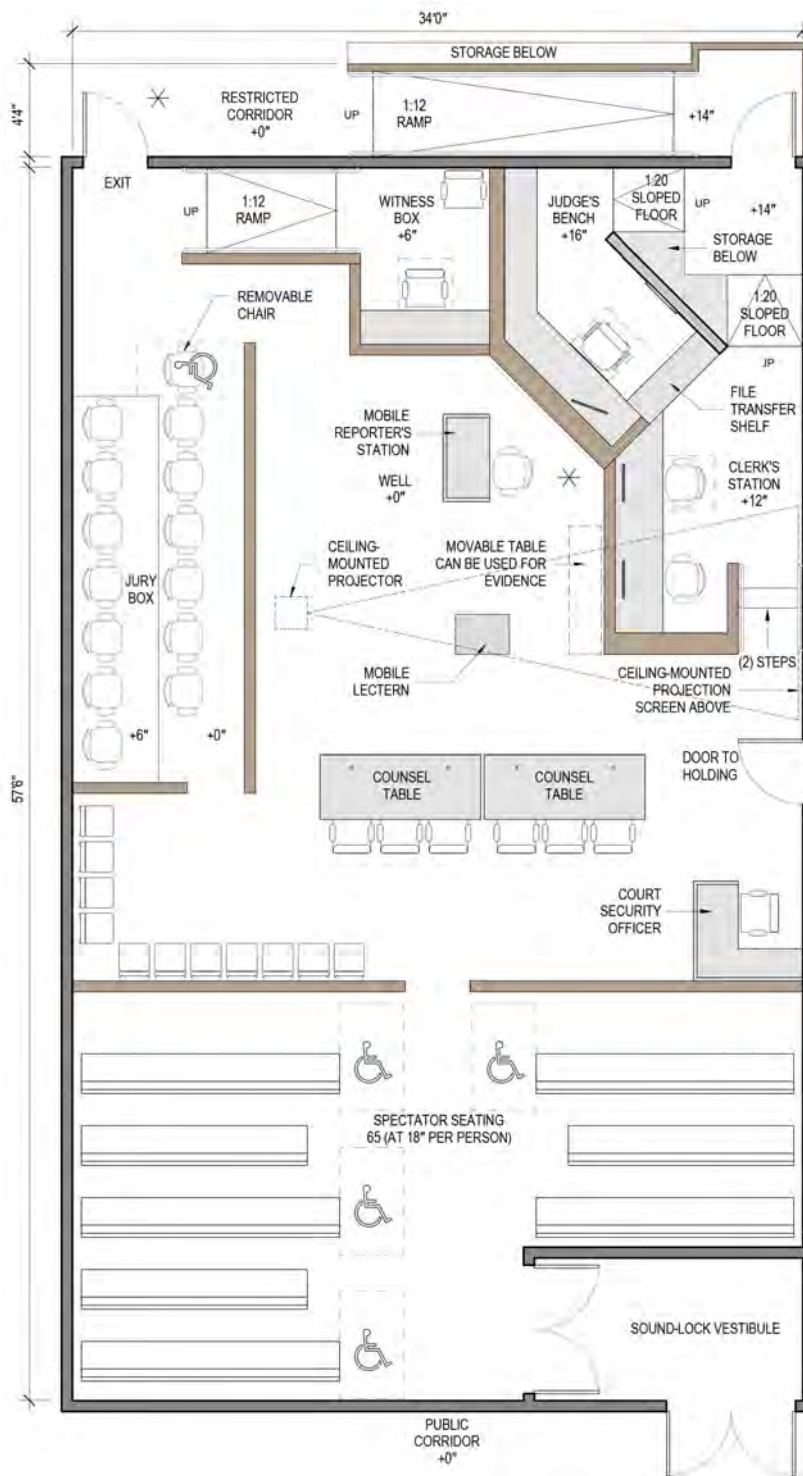 34'0"
STORAGE BELOW
4'4"
RESTRICTED
CORRIDOR
+0"
UP
1:12
RAMP
+14"
EXIT
UP
1:12
RAMP
WITNESS
BOX
+6"
JUDGE'S
BENCH
+16"
1:20
SLOPED
FLOOR
UP
+14"
STORAGE
BELOW
1:20
SLOPED
FLOOR
JP
REMOVABLE
CHAIR
FILE
TRANSFER
SHELF
MOBILE
REPORTER'S
STATION
WELL
+0"
CLERK'S
STATION
+12"
CEILING-
MOUNTED
PROJECTOR
MOVABLE TABLE
CAN BE USED FOR
EVIDENCE
JURY
BOX
MOBILE
LECTERN
(2) STEPS
CEILING-MOUNTED
PROJECTION
SCREEN ABOVE
+6"
+0"
57'6"
COUNSEL
TABLE
COUNSEL
TABLE
DOOR TO
HOLDING
COURT
SECURITY
OFFICER
SPECTATOR SEATING
65 (AT 18" PER PERSON)
SOUND-LOCK VESTIBULE
PUBLIC
CORRIDOR
+0"